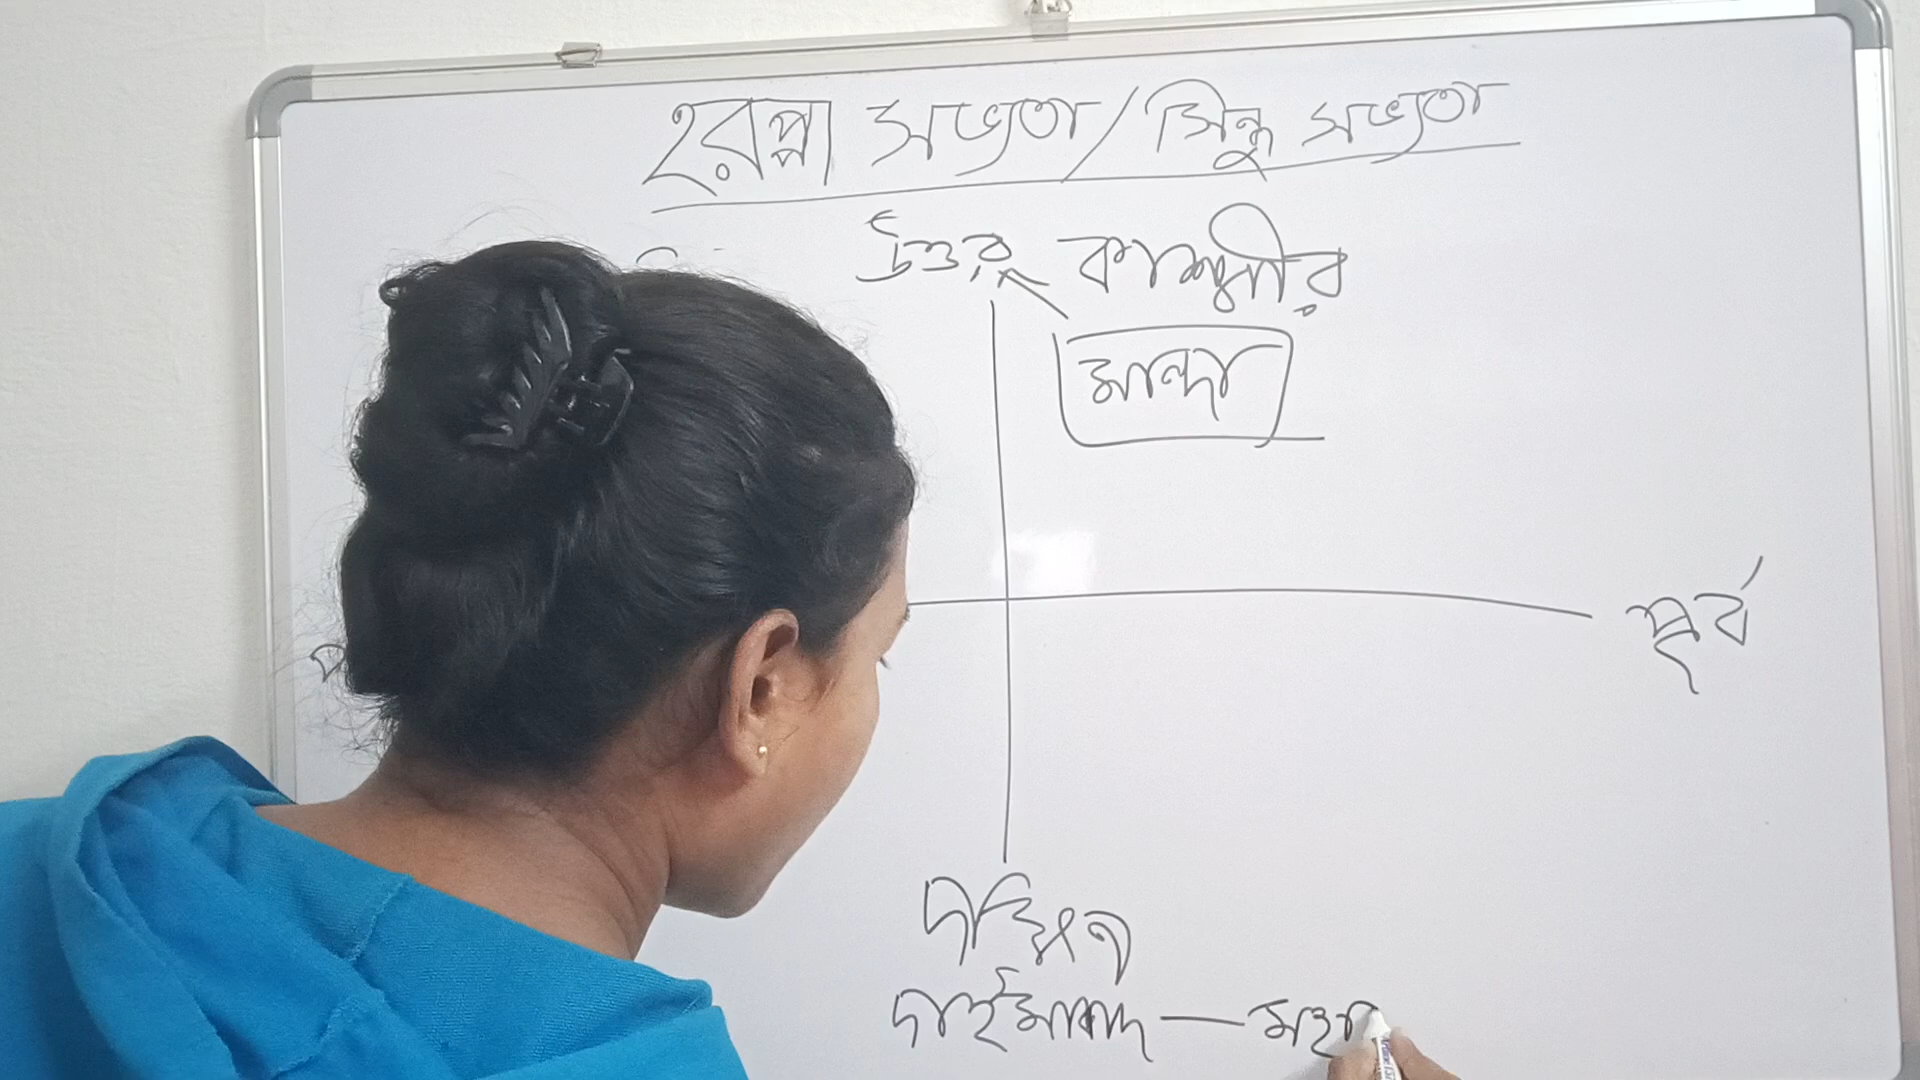 হরপ্পা সভ্যতা / সিন্ধু সভ্যতা
উত্তর কাশ্মীর
মান্দা
পূর্ব
দক্ষিণ
দাইমাবাদ — মহা